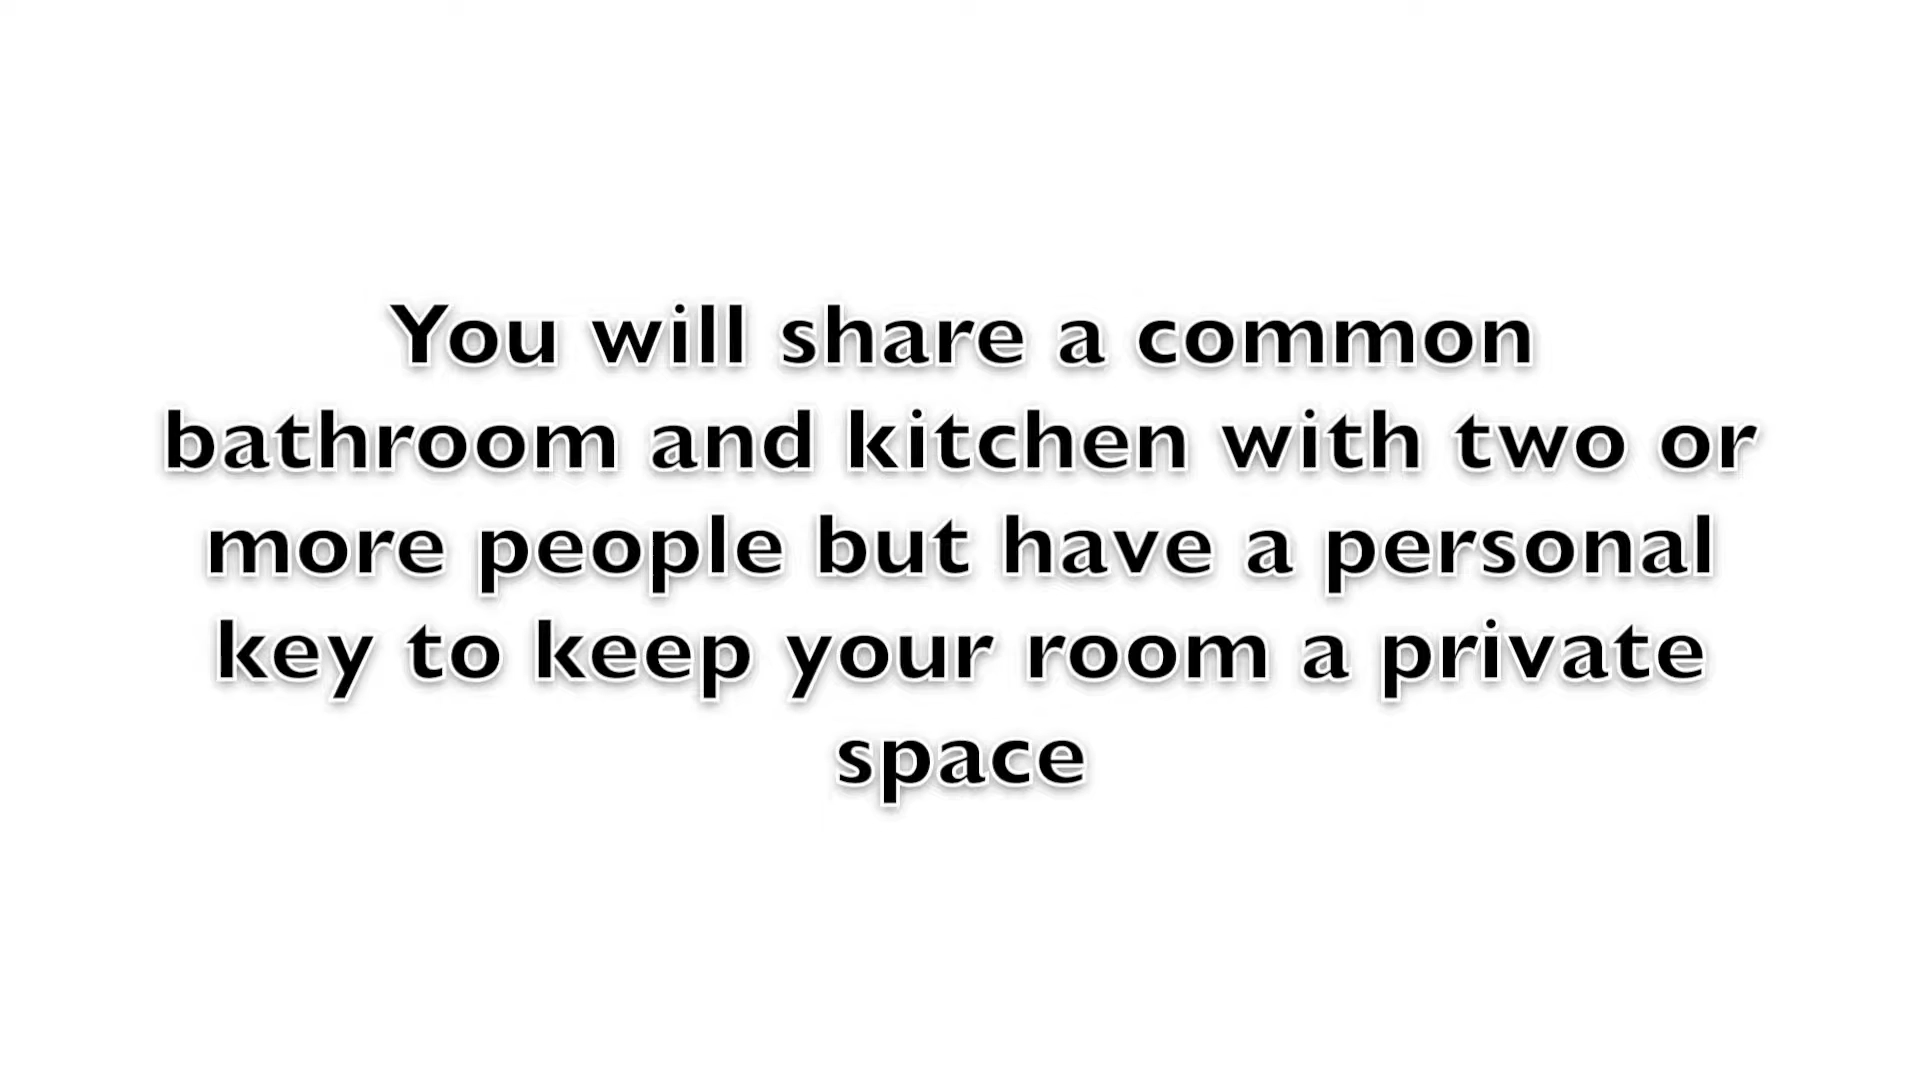 You will share a common
bathroom and kitchen with two or
more people but have a personal
key to keep your room a private
space